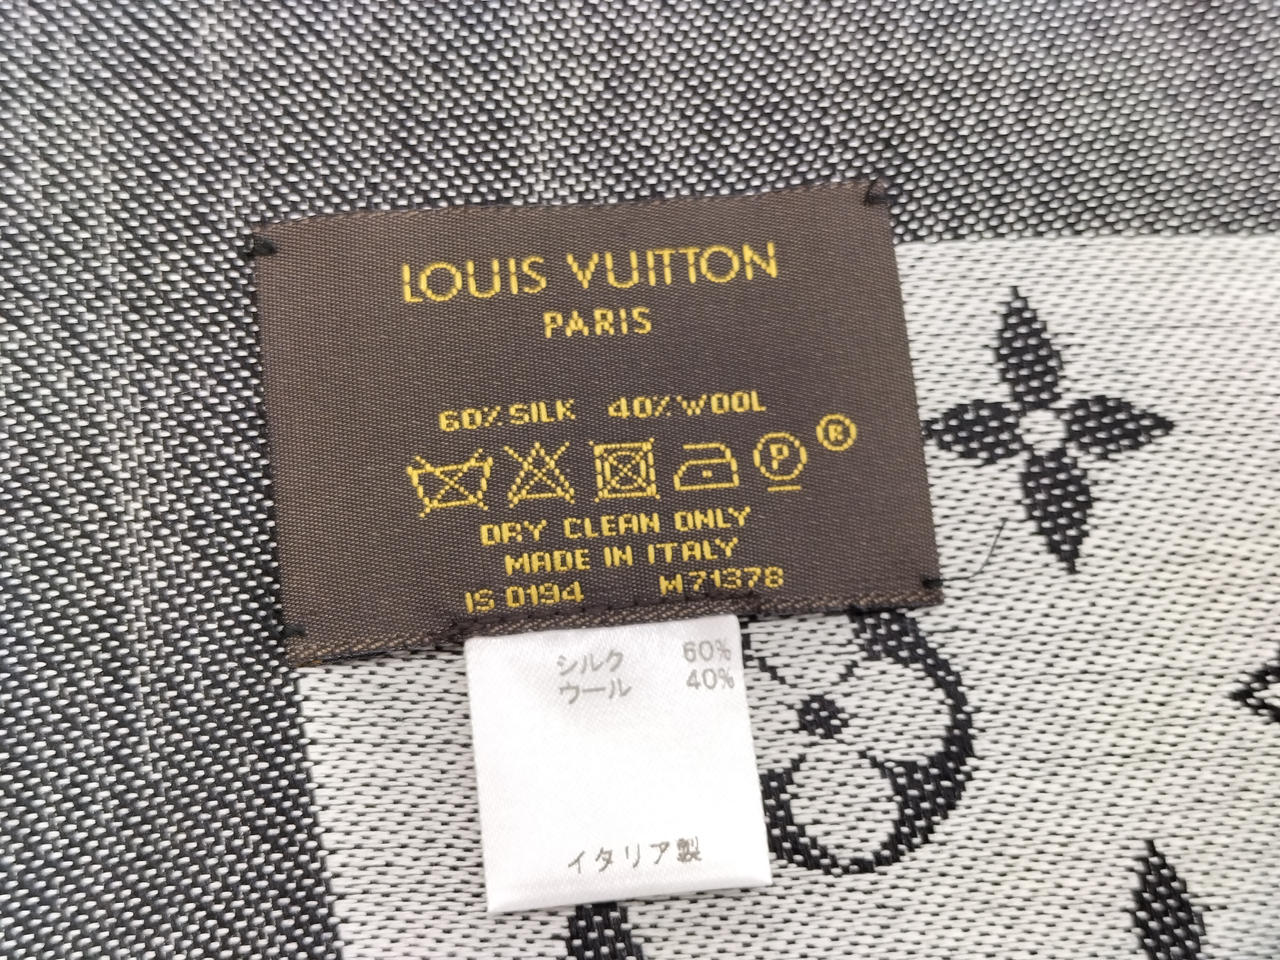 LOUIS VUITTON
PARIS
60% SILK 40% WOOL
P ®
DRY CLEAN ONLY
MADE IN ITALY
IS 0194 M71378
シルク 60%
ウール 40%
イタリア製